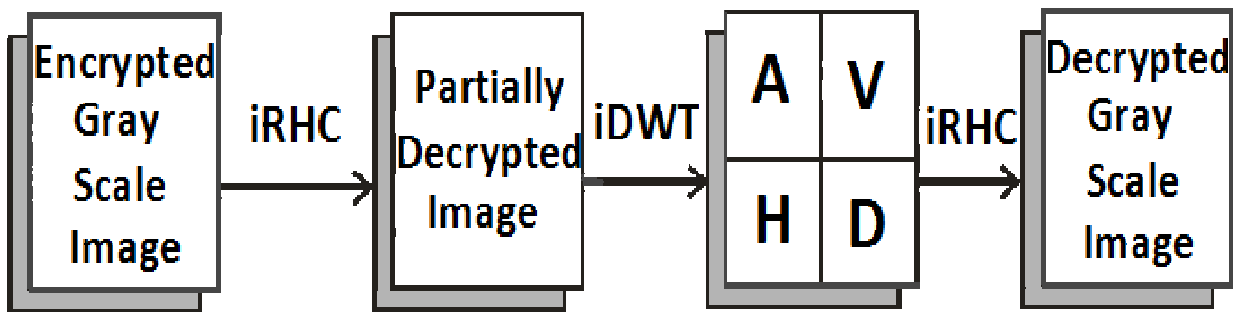 Encrypted
Gray
Scale
Image
iRHC
Partially
Decrypted
Image
iDWT
A V
H D
iRHC
Decrypted
Gray
Scale
Image